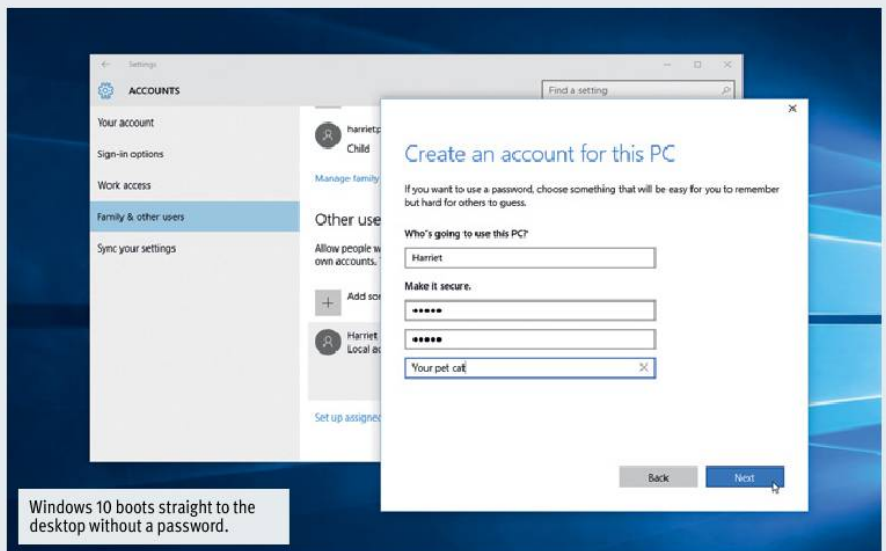 Settings
ACCOUNTS
Find a setting
Your account
Sign-in options
Work access
Family & other users
Sync your settings
harrietp
Child
Manage family
Other use
Allow people w
own accounts.
Add som
Harriet
Local ac
Set up assigned
Create an account for this PC
If you want to use a password, choose something that will be easy for you to remember
but hard for others to guess.
Who's going to use this PC?
Harriet
Make it secure.
•••••
•••••
Your pet cat
Back
Next
Windows 10 boots straight to the
desktop without a password.